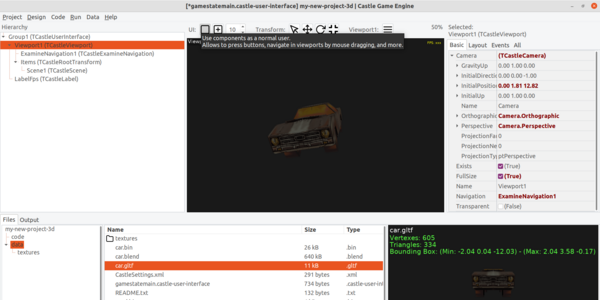 [*gamestatemain.castle-user-interface] my-new-project-3d | Castle Game Engine
Project Design Code Run Data Help
Hierarchy
Group1 (TCastleUserInterface)
Viewport1 (TCastleViewport)
ExamineNavigation1 (TCastleExamineNavigation)
Items (TCastleRootTransform)
Scene1 (TCastleScene)
LabelFps (TCastleLabel)
UI: 10 Transform: Viewport1: 50%
Use components as a normal user.
Allows to press buttons, navigate in viewports by mouse dragging, and more.
FPS: xxx
Selected:
Viewport1 (TCastleViewport)
Basic Layout Events All
Camera (TCastleCamera)
GravityUp 0.00 1.00 0.00
InitialDirectio 0.00 0.00 -1.00
InitialPosition 0.00 1.81 12.82
InitialUp 0.00 1.00 0.00
Name Camera
Orthographic Camera.Orthographic
Perspective Camera.Perspective
ProjectionFar 0
ProjectionNe 0
ProjectionTyp ptPerspective
Exists (True)
FullSize (True)
Name Viewport1
Navigation ExamineNavigation1
Transparent (False)
Files Output
my-new-project-3d
code
data
textures
Name Size Type
textures
car.bin 26 kB .bin
car.blend 640 kB .blend
car.gltf 11 kB .gltf
CastleSettings.xml 291 bytes .xml
gamestatemain.castle-user-interface 734 bytes .castle-user-int
README.txt 132 bytes .txt
car.gltf
Vertexes: 605
Triangles: 334
Bounding Box: (Min: -2.04 0.04 -12.03) - (Max: 2.04 3.58 -0.17)